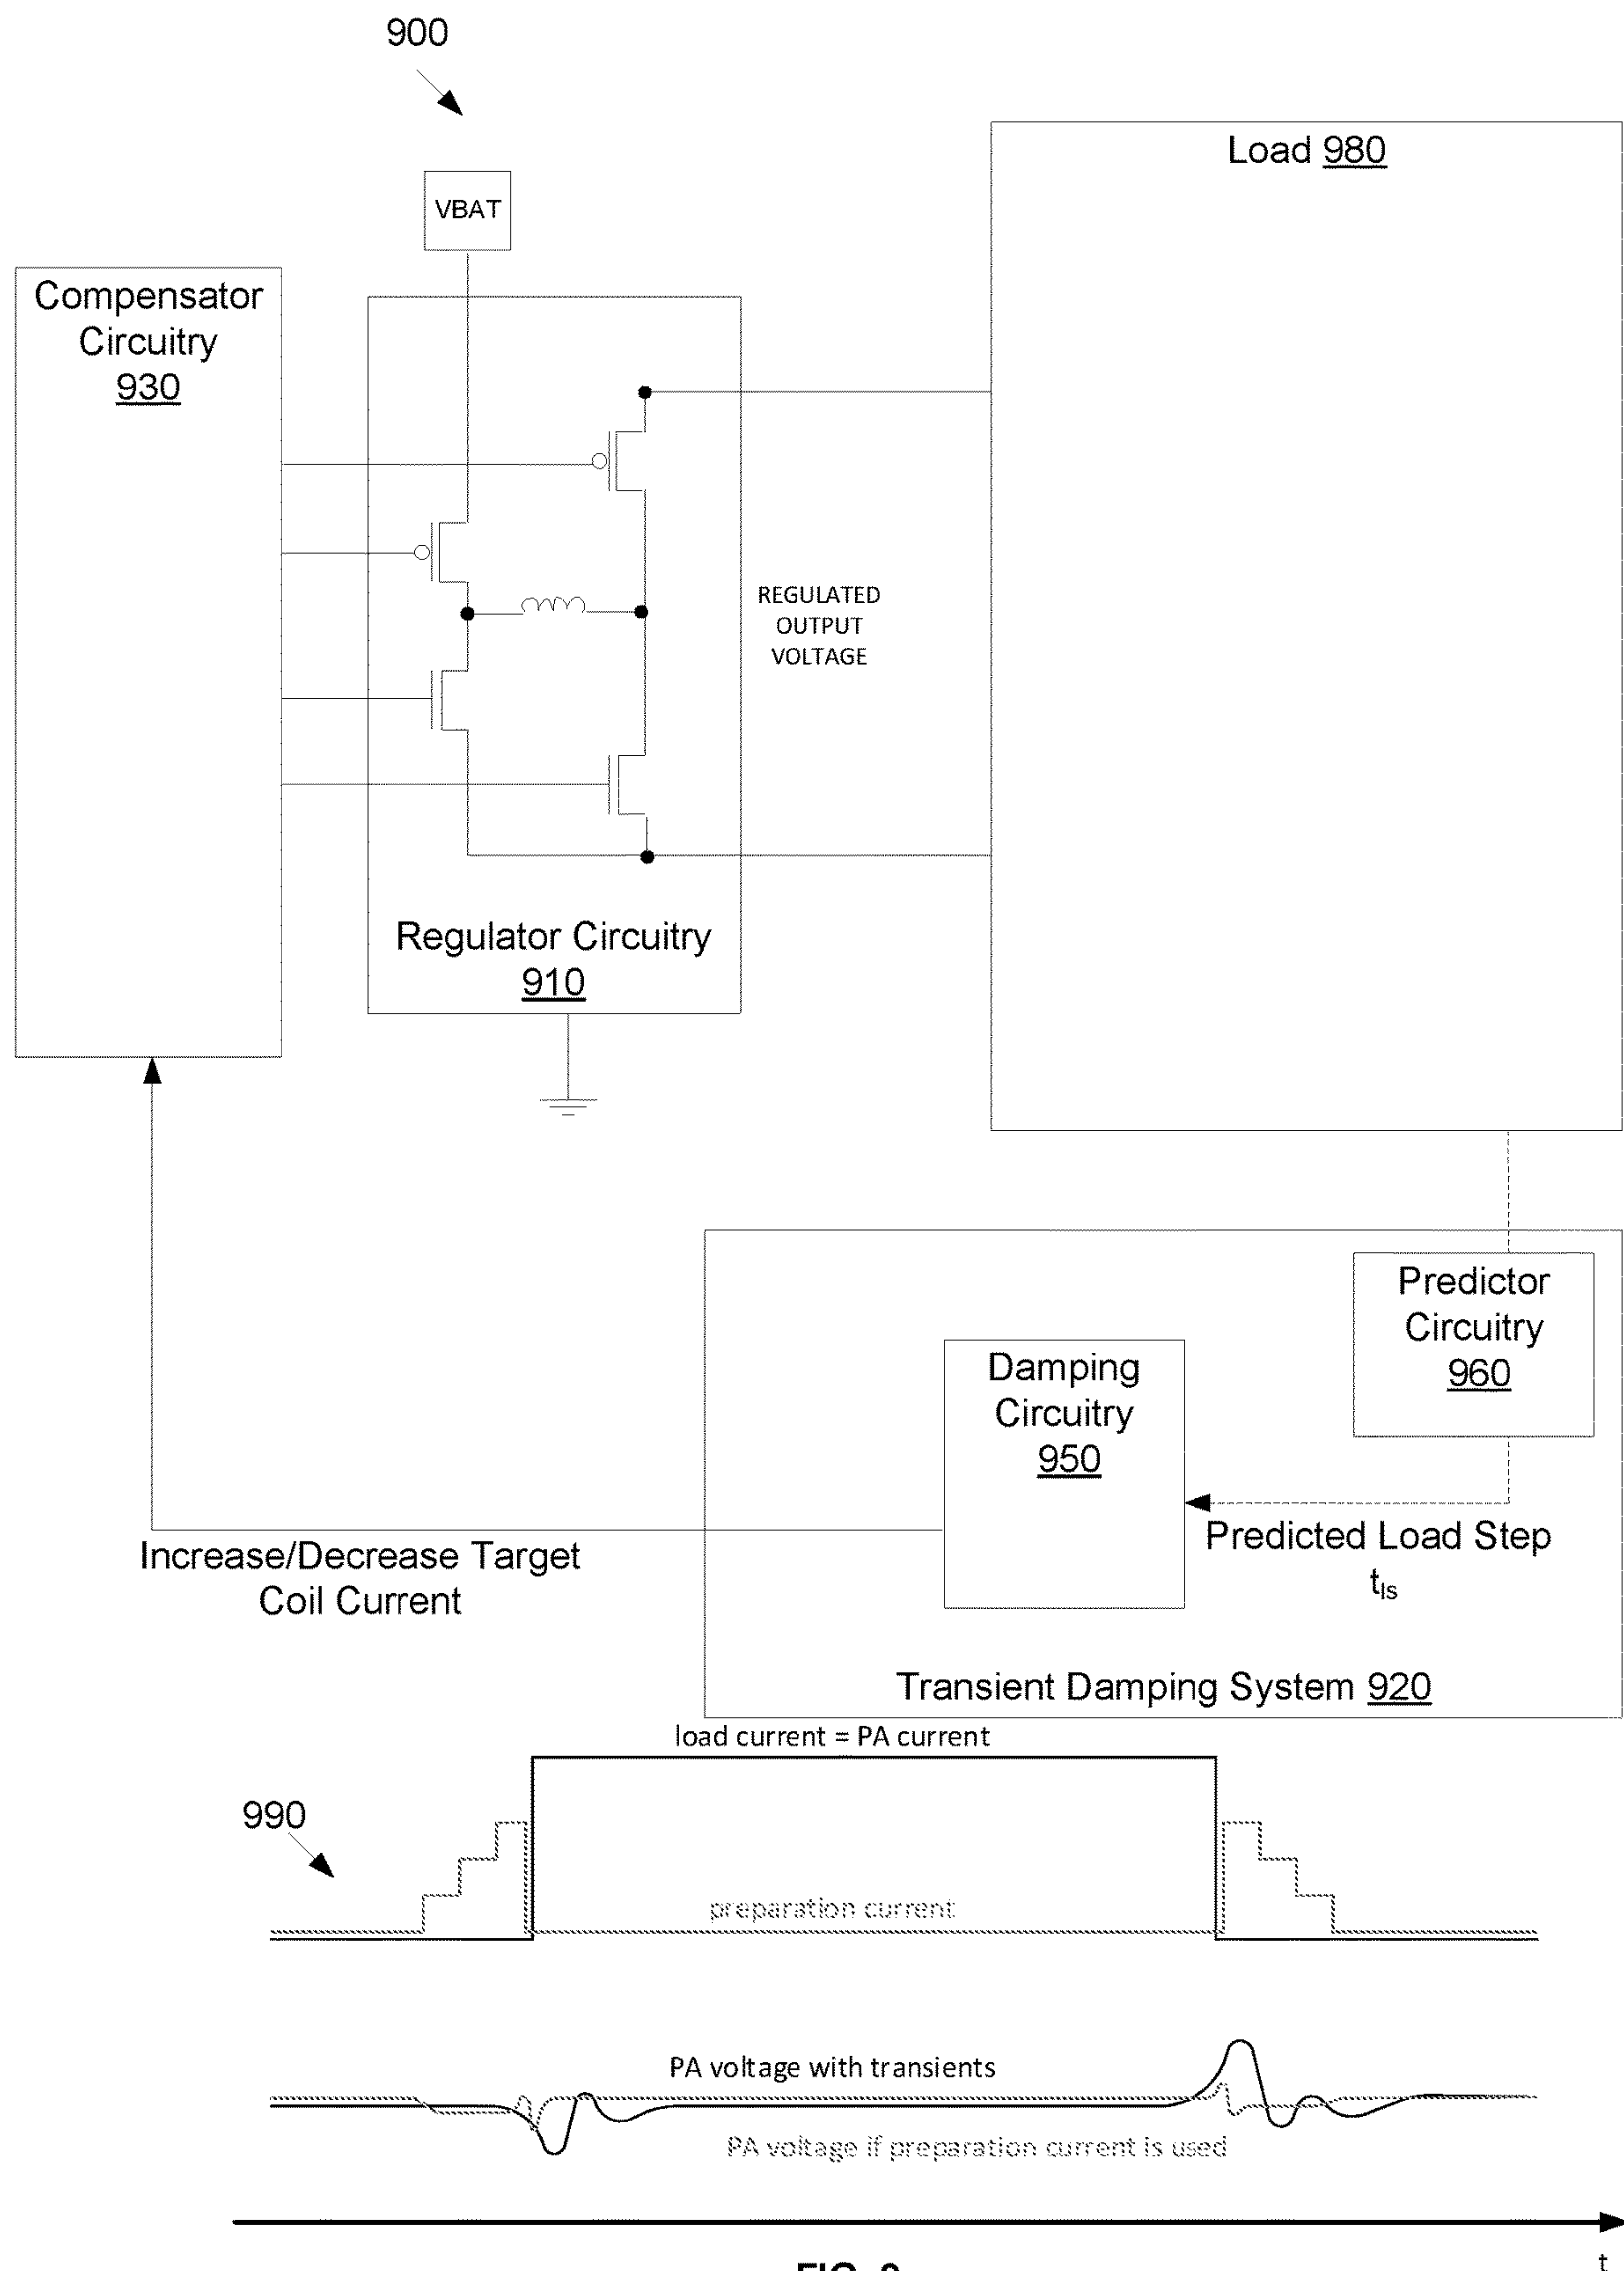 900
Load 980
VBAT
Compensator
Circuitry
930
REGULATED
OUTPUT
VOLTAGE
Regulator Circuitry
910
Predictor
Circuitry
960
Damping
Circuitry
950
Predicted Load Step
tls
Increase/Decrease Target
Coil Current
Transient Damping System 920
load current = PA current
990
preparation current
PA voltage with transients
PA voltage if preparation current is used
t